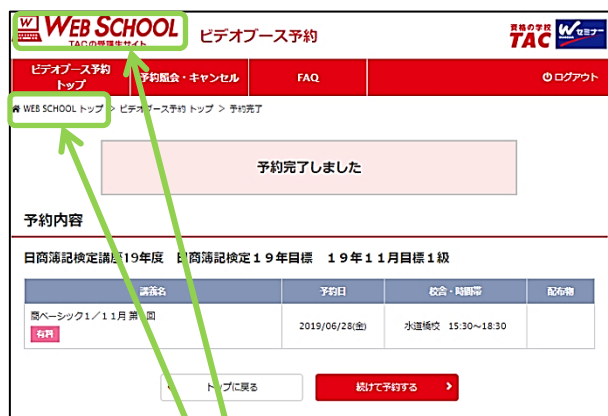 WEB SCHOOL
TACの受講生サイト
ビデオブース予約
資格の学校
TAC
Wセミナー
ビデオブース予約
トップ
予約照会・キャンセル
FAQ
ログアウト
WEB SCHOOL トップ > ビデオブース予約 トップ > 予約完了
予約完了しました
予約内容
日商簿記検定講座19年度 日商簿記検定19年目標 19年11月目標1級
講義名 予約日 校舎・時間帯 配布物
商ベーシック1/11月 第 回
有料
2019/06/28(金) 水道橋校 15:30~18:30
トップに戻る
続けて予約する >